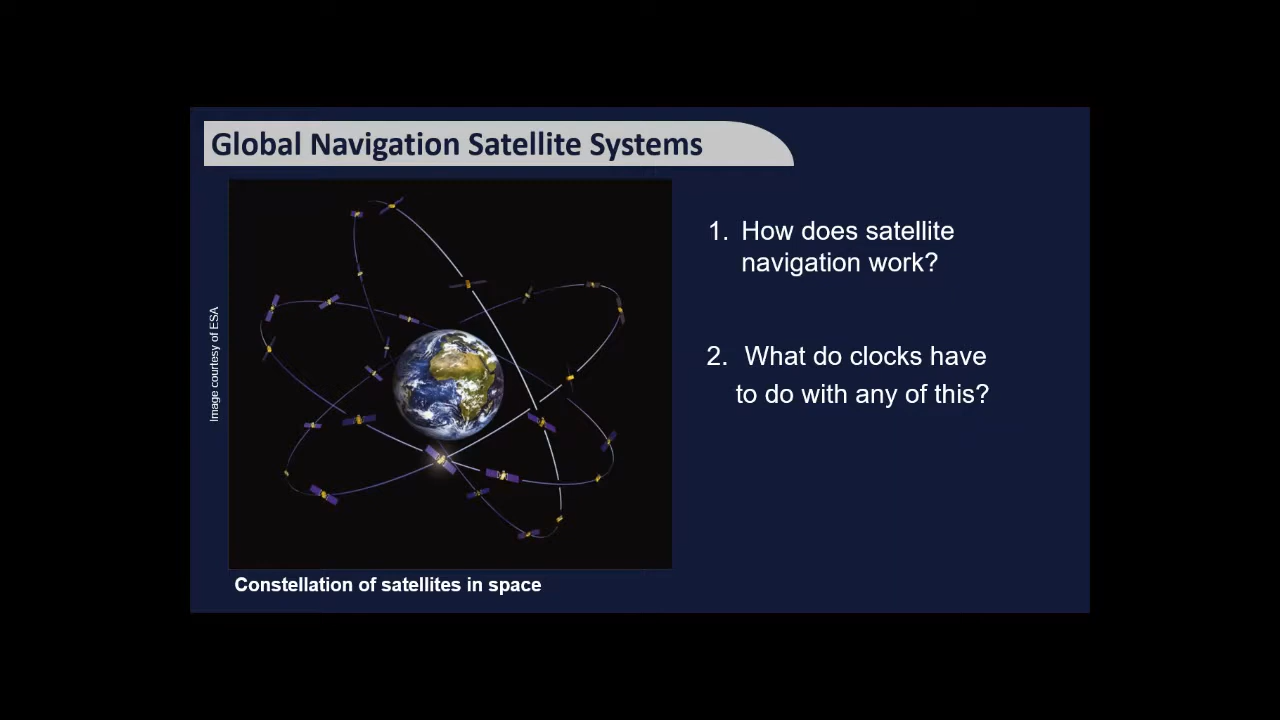 Global Navigation Satellite Systems
Image courtesy of ESA
1. How does satellite
navigation work?
2. What do clocks have
to do with any of this?
Constellation of satellites in space